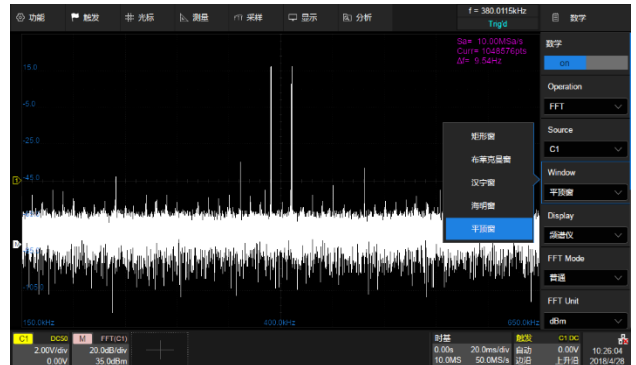 功能 触发 光标 测量 采样 显示 分析 f = 380.0115kHz Trig'd 数学
Sa= 10.00MSa/s
Curr= 1048576pts
Δf= 9.54Hz
数学
on
15.0
Operation
FFT
-5.0
Source
C1
-25.0
矩形窗
布莱克曼窗
汉宁窗
海明窗
平顶窗
Window
平顶窗
-45.0
Display
频谱仪
FFT Mode
普通
-105.0
FFT Unit
dBm
150.0kHz 400.0kHz 650.0kHz
C1 DC50 M FFT(C1) 时基 触发 C1 DC
2.00V/div 20.0dB/div 0.00s 20.0ms/div 自动 0.00V 10:26:04
0.00V 35.0dBm 10.0MS 50.0MS/s 边沿 上升沿 2018/4/28